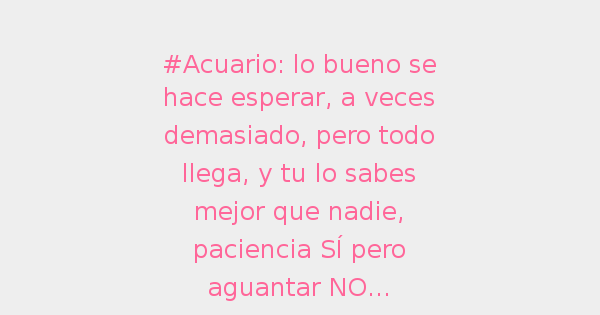 #Acuario: lo bueno se
hace esperar, a veces
demasiado, pero todo
llega, y tu lo sabes
mejor que nadie,
paciencia SÍ pero
aguantar NO...